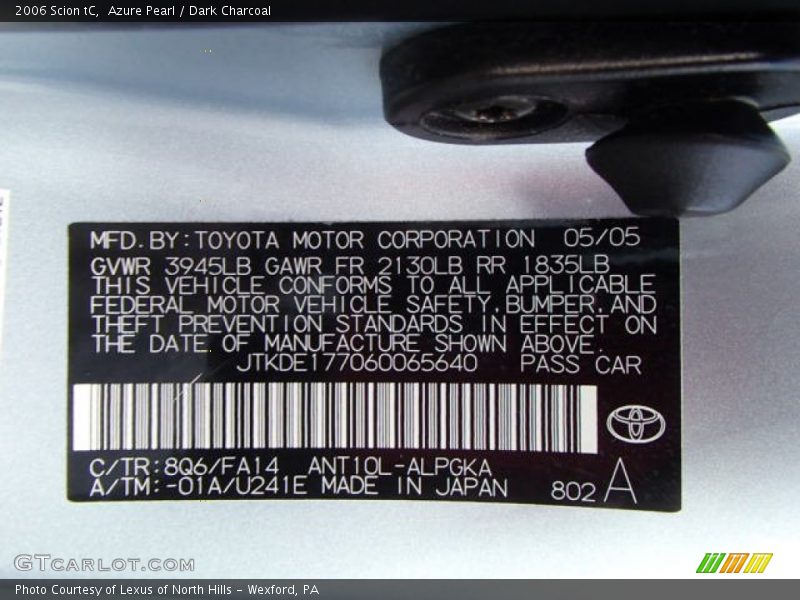 2006 Scion tC,  Azure Pearl / Dark Charcoal
MFD. BY: TOYOTA MOTOR CORPORATION 05/05
GVWR 3945LB GAWR FR 2130LB RR 1835LB
THIS VEHICLE CONFORMS TO ALL APPLICABLE
FEDERAL MOTOR VEHICLE SAFETY, BUMPER, AND
THEFT PREVENTION STANDARDS IN EFFECT ON
THE DATE OF MANUFACTURE SHOWN ABOVE.
JTKDE177060065640 PASS CAR
C/TR: 8Q6/FA14 ANT10L-ALPGKA
A/TM: -01A/U241E MADE IN JAPAN 802 A
GTCARLOT.COM
Photo Courtesy of Lexus of North Hills - Wexford, PA